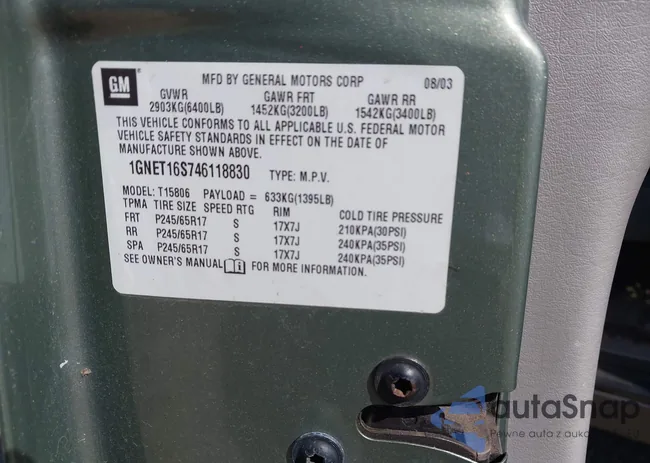 GM
MFD BY GENERAL MOTORS CORP 08/03
GVWR GAWR FRT GAWR RR
2903KG(6400LB) 1452KG(3200LB) 1542KG(3400LB)
THIS VEHICLE CONFORMS TO ALL APPLICABLE U.S. FEDERAL MOTOR
VEHICLE SAFETY STANDARDS IN EFFECT ON THE DATE OF
MANUFACTURE SHOWN ABOVE.
1GNET16S746118830 TYPE: M.P.V.
MODEL: T15806 PAYLOAD = 633KG(1395LB)
TPMA TIRE SIZE SPEED RTG RIM COLD TIRE PRESSURE
FRT P245/65R17 S 17X7J 210KPA(30PSI)
RR P245/65R17 S 17X7J 240KPA(35PSI)
SPA P245/65R17 S 17X7J 240KPA(35PSI)
SEE OWNER'S MANUAL FOR MORE INFORMATION.
autaSnap
Pewne auta z aukcji